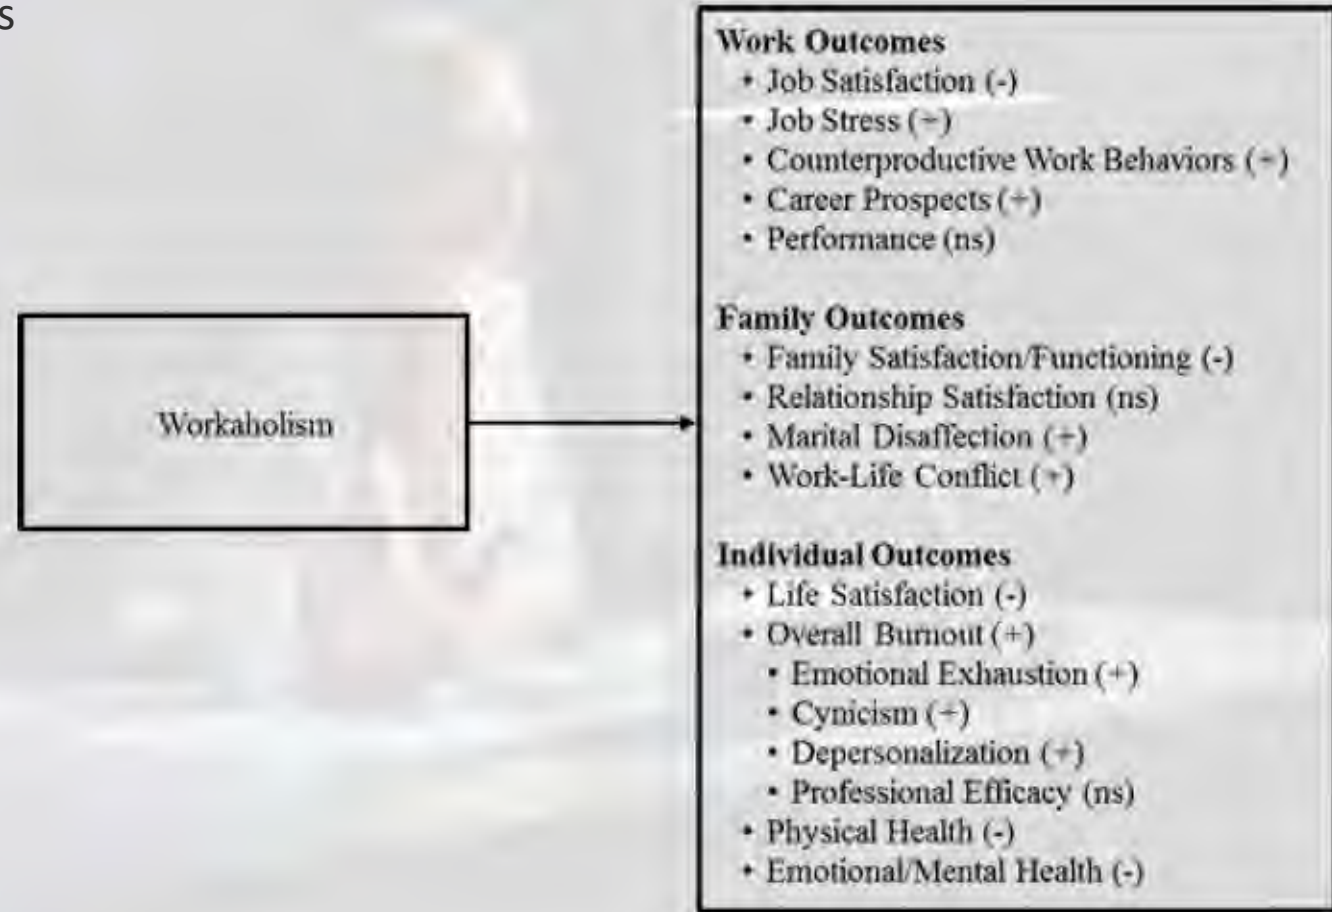 s
Work Outcomes
• Job Satisfaction (-)
• Job Stress (+)
• Counterproductive Work Behaviors (+)
• Career Prospects (+)
• Performance (ns)
Family Outcomes
• Family Satisfaction/Functioning (-)
• Relationship Satisfaction (ns)
• Marital Disaffection (+)
• Work-Life Conflict (+)
Workaholism
Individual Outcomes
• Life Satisfaction (-)
• Overall Burnout (+)
• Emotional Exhaustion (+)
• Cynicism (+)
• Depersonalization (+)
• Professional Efficacy (ns)
• Physical Health (-)
• Emotional/Mental Health (-)